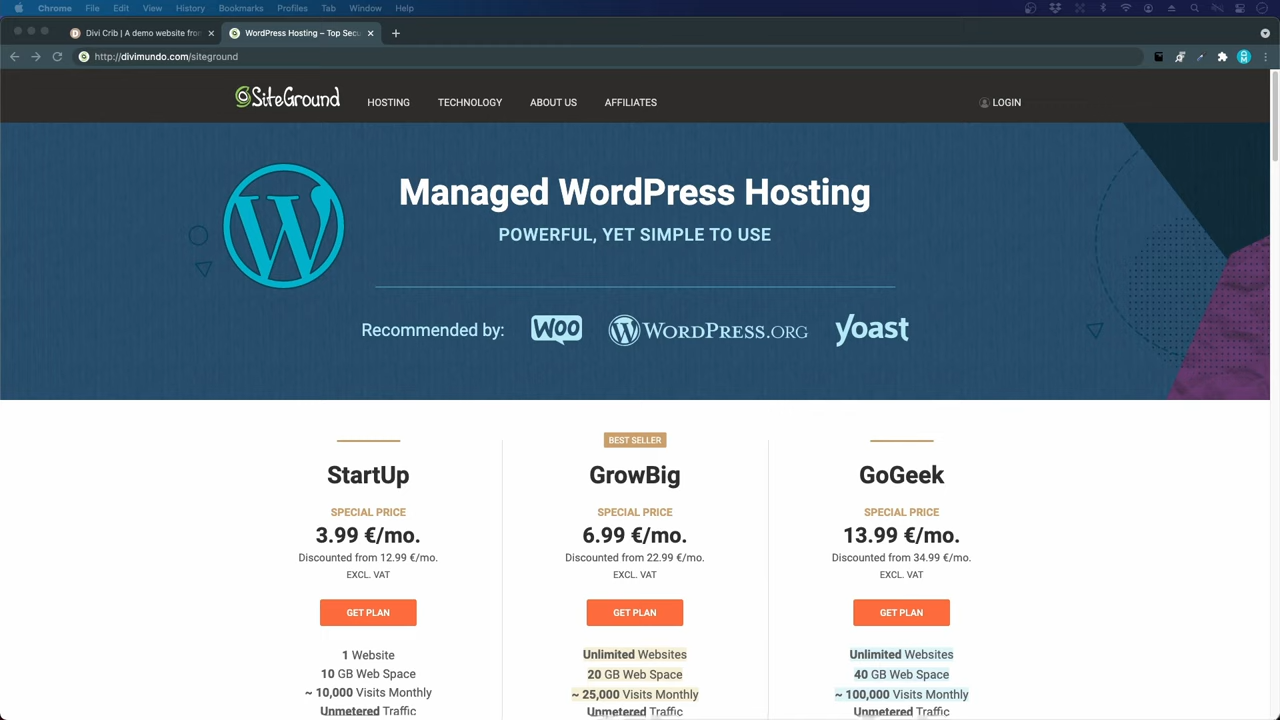 Chrome File Edit View History Bookmarks Profiles Tab Window Help
Divi Crib | A demo website from
WordPress Hosting – Top Secu
http://divimundo.com/siteground
SiteGround HOSTING TECHNOLOGY ABOUT US AFFILIATES LOGIN
Managed WordPress Hosting
POWERFUL, YET SIMPLE TO USE
Recommended by: WOO WORDPRESS.ORG yoast
BEST SELLER
StartUp
SPECIAL PRICE
3.99 €/mo.
Discounted from 12.99 €/mo.
EXCL. VAT
GET PLAN
1 Website
10 GB Web Space
~ 10,000 Visits Monthly
Unmetered Traffic
GrowBig
SPECIAL PRICE
6.99 €/mo.
Discounted from 22.99 €/mo.
EXCL. VAT
GET PLAN
Unlimited Websites
20 GB Web Space
~ 25,000 Visits Monthly
Unmetered Traffic
GoGeek
SPECIAL PRICE
13.99 €/mo.
Discounted from 34.99 €/mo.
EXCL. VAT
GET PLAN
Unlimited Websites
40 GB Web Space
~ 100,000 Visits Monthly
Unmetered Traffic